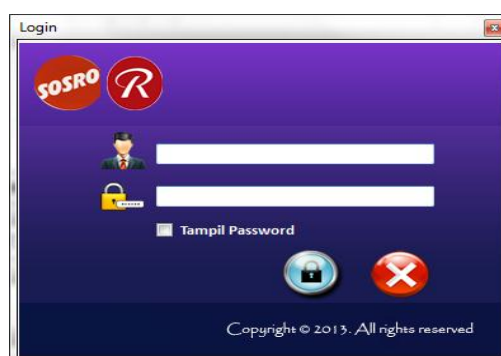 Login
SOSRO
R
Tampil Password
Copyright © 2013. All rights reserved